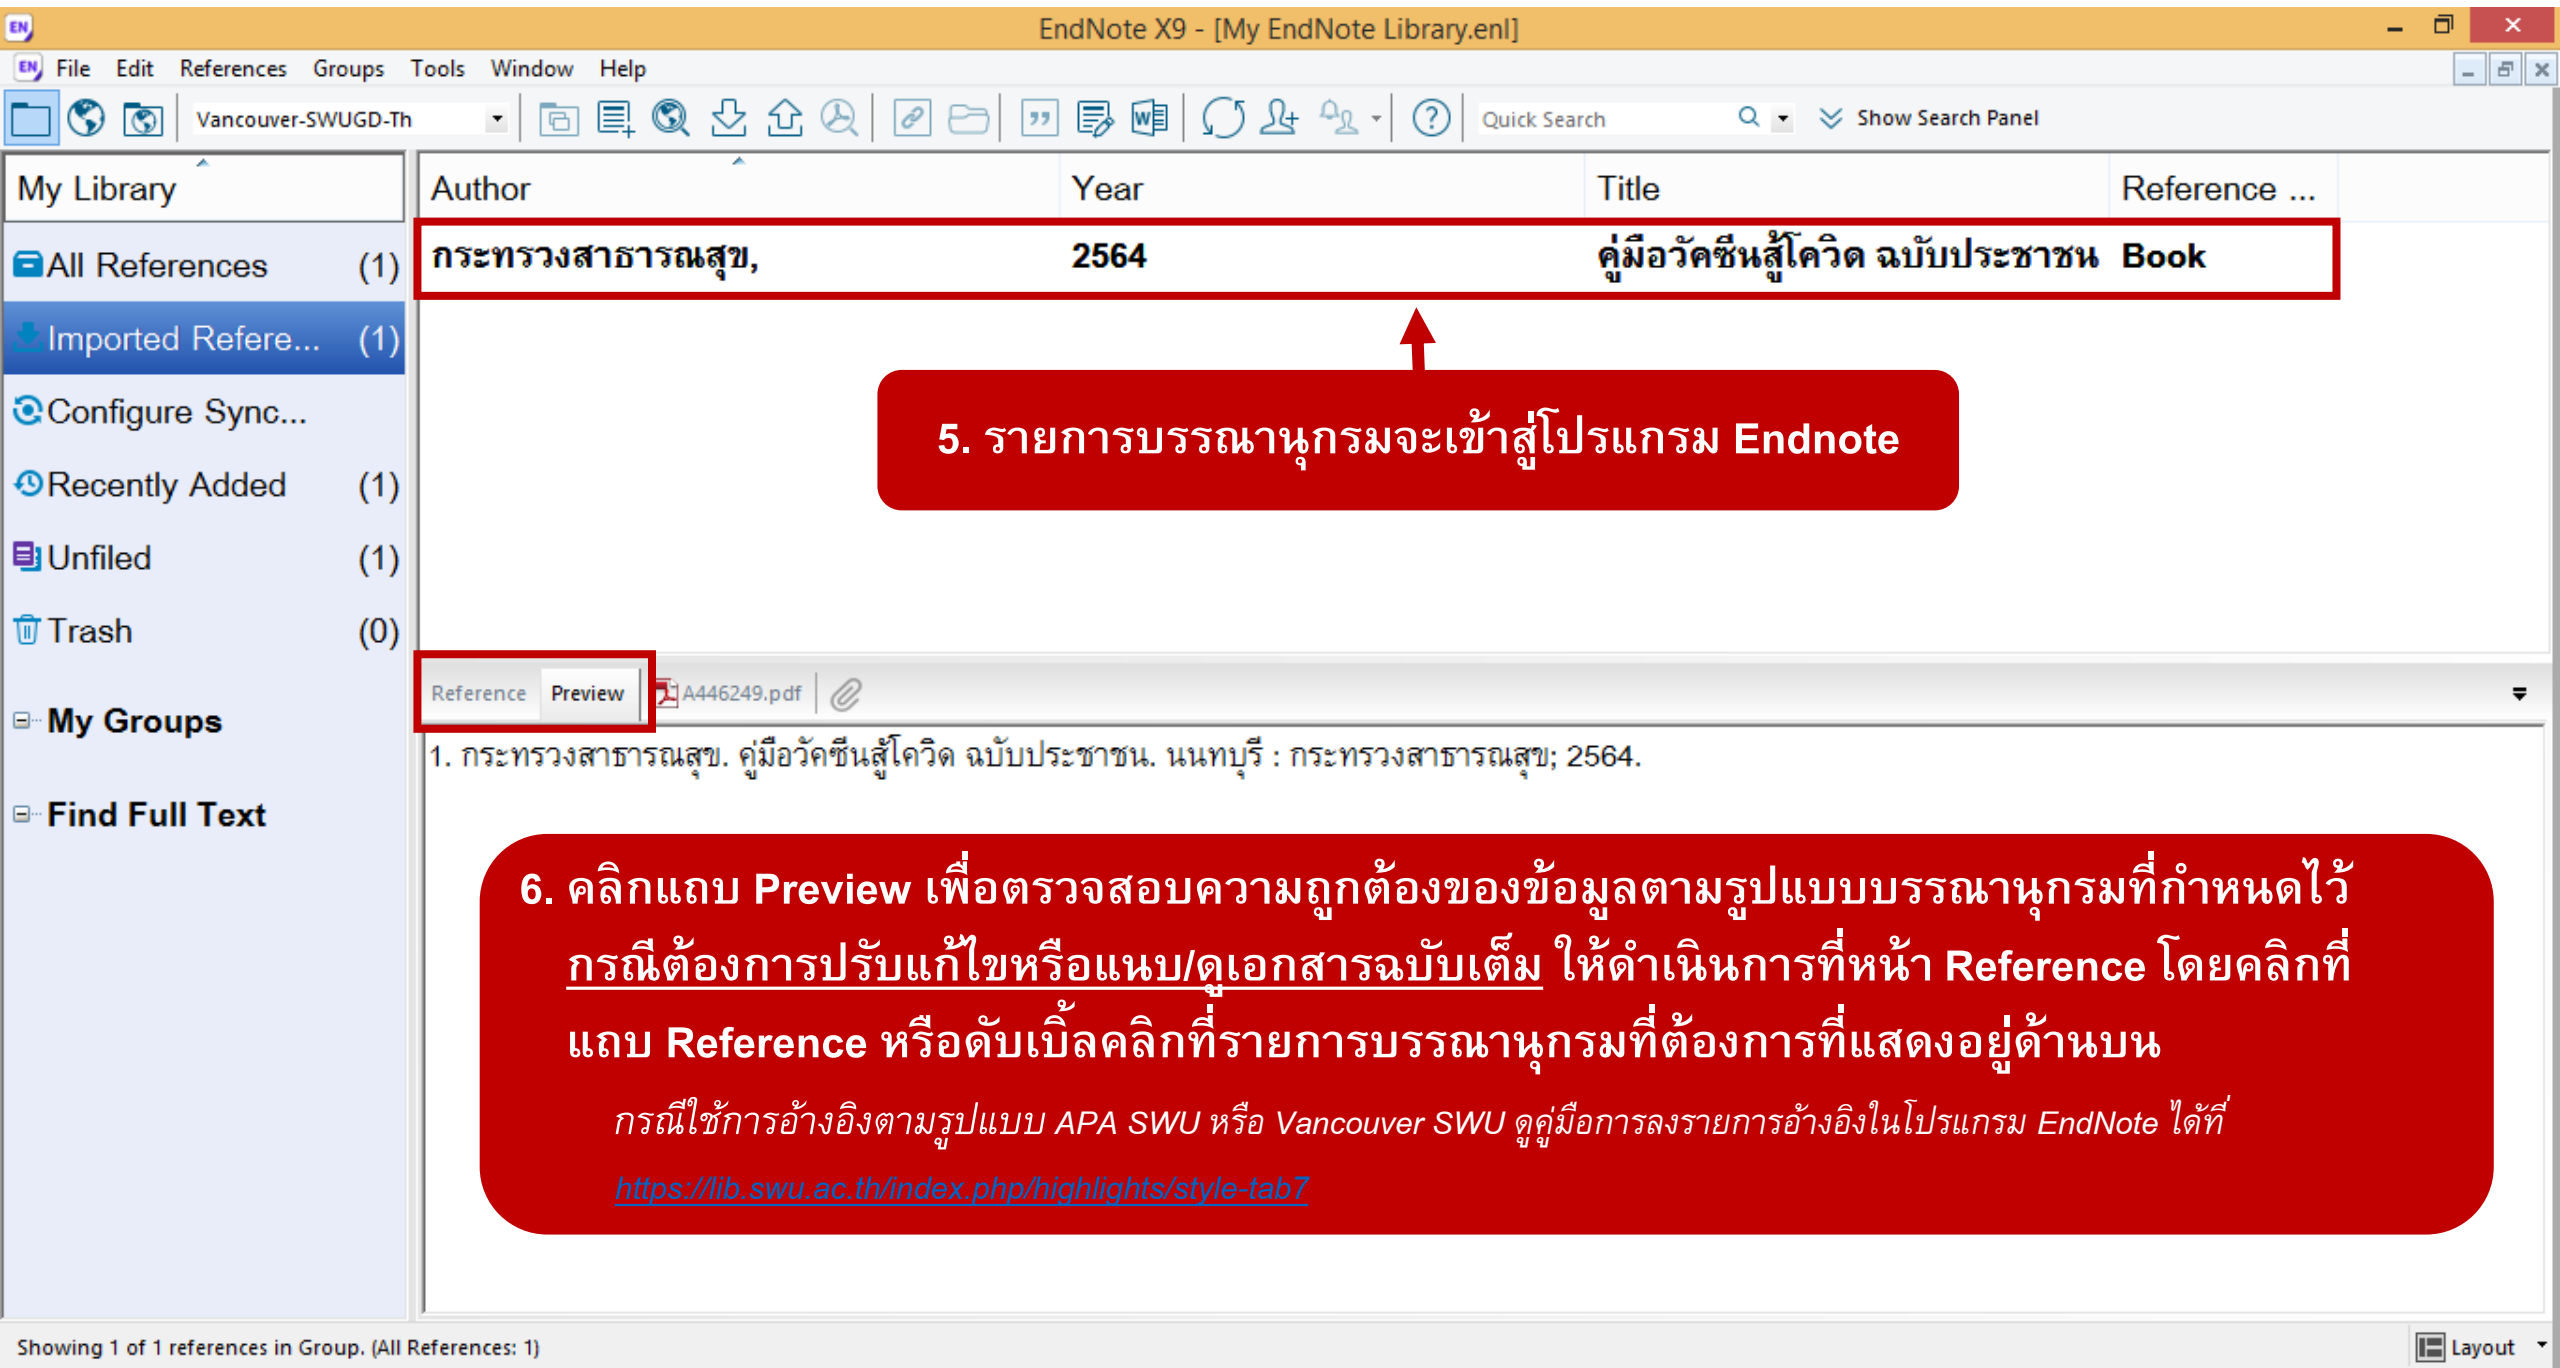 EndNote X9 - [My EndNote Library.enl]
File Edit References Groups Tools Window Help
Vancouver-SWUGD-Th
Quick Search
Show Search Panel
My Library
Author Year Title Reference ...
All References (1)
กระทรวงสาธารณสุข, 2564 คู่มือวัคซีนสู้โควิด ฉบับประชาชน Book
Imported Refere... (1)
Configure Sync...
Recently Added (1)
Unfiled (1)
Trash (0)
My Groups
Find Full Text
5. รายการบรรณานุกรมจะเข้าสู่โปรแกรม Endnote
Reference Preview A446249.pdf
1. กระทรวงสาธารณสุข. คู่มือวัคซีนสู้โควิด ฉบับประชาชน. นนทบุรี : กระทรวงสาธารณสุข; 2564.
6. คลิกแถบ Preview เพื่อตรวจสอบความถูกต้องของข้อมูลตามรูปแบบบรรณานุกรมที่กำหนดไว้
กรณีต้องการปรับแก้ไขหรือแนบ/ดูเอกสารฉบับเต็ม ให้ดำเนินการที่หน้า Reference โดยคลิกที่
แถบ Reference หรือดับเบิ้ลคลิกที่รายการบรรณานุกรมที่ต้องการที่แสดงอยู่ด้านบน
กรณีใช้การอ้างอิงตามรูปแบบ APA SWU หรือ Vancouver SWU ดูคู่มือการลงรายการอ้างอิงในโปรแกรม EndNote ได้ที่
https://lib.swu.ac.th/index.php/highlights/style-tab7
Showing 1 of 1 references in Group. (All References: 1)
Layout